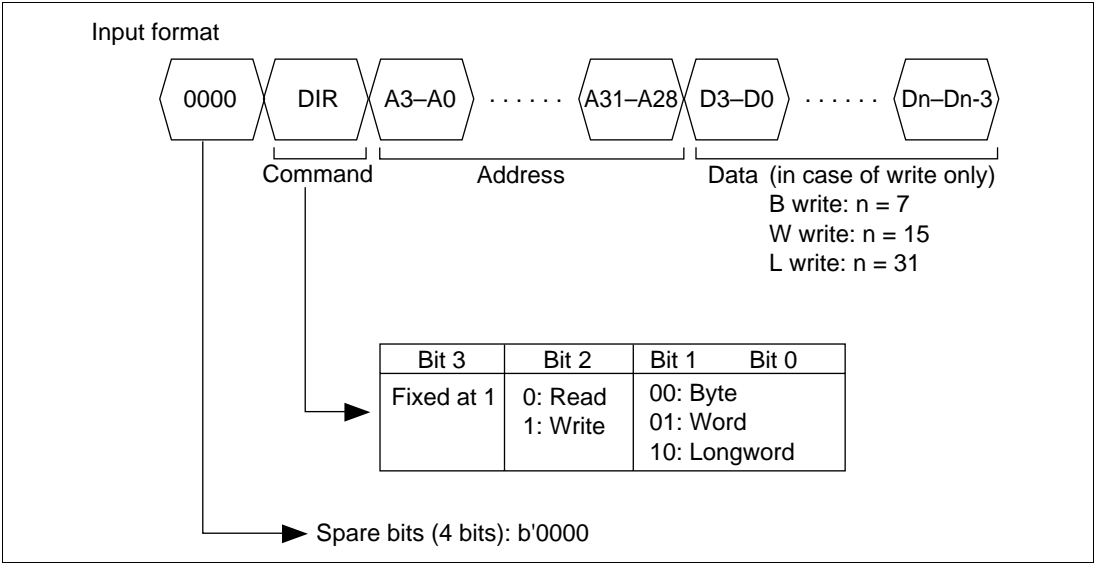 Input format
0000 DIR A3–A0 · · · · · · A31–A28 D3–D0 · · · · · · Dn–Dn-3
Command Address Data (in case of write only)
B write: n = 7
W write: n = 15
L write: n = 31
Bit 3 Bit 2 Bit 1 Bit 0
Fixed at 1 0: Read 00: Byte
1: Write 01: Word
10: Longword
Spare bits (4 bits): b'0000